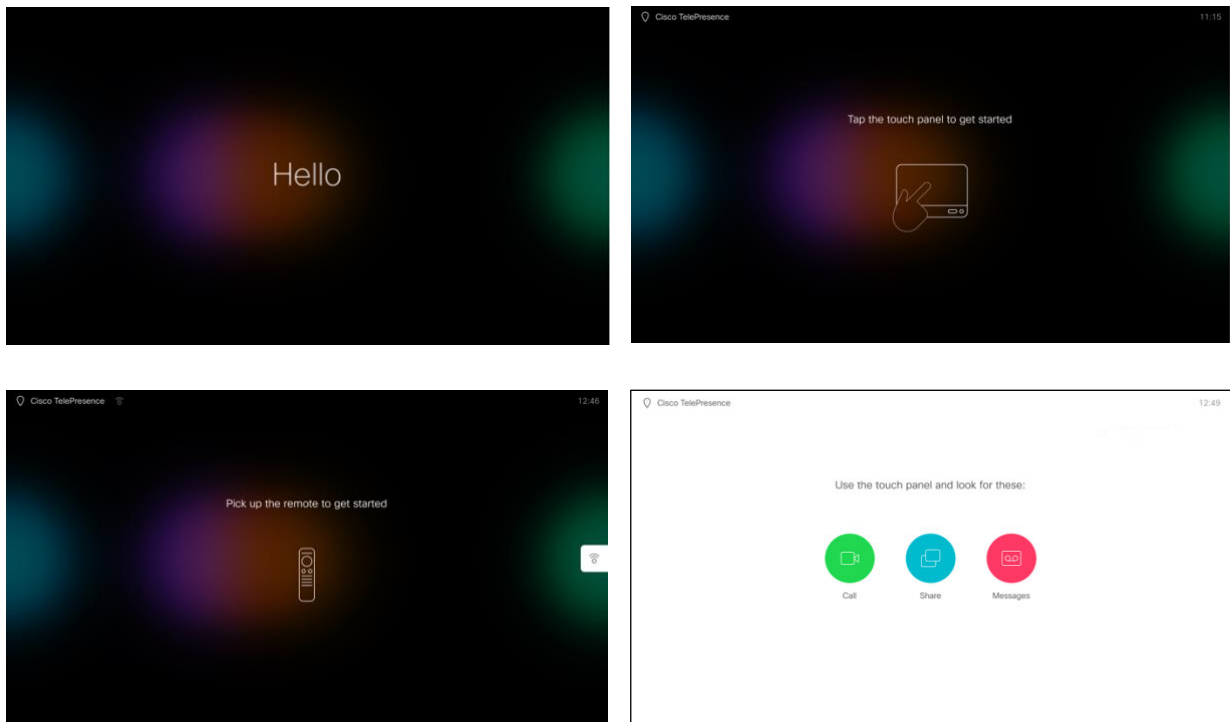 Hello
Cisco TelePresence 11:15
Tap the touch panel to get started
Cisco TelePresence 12:46
Pick up the remote to get started
Cisco TelePresence 12:49
Use the touch panel and look for these:
Call Share Messages